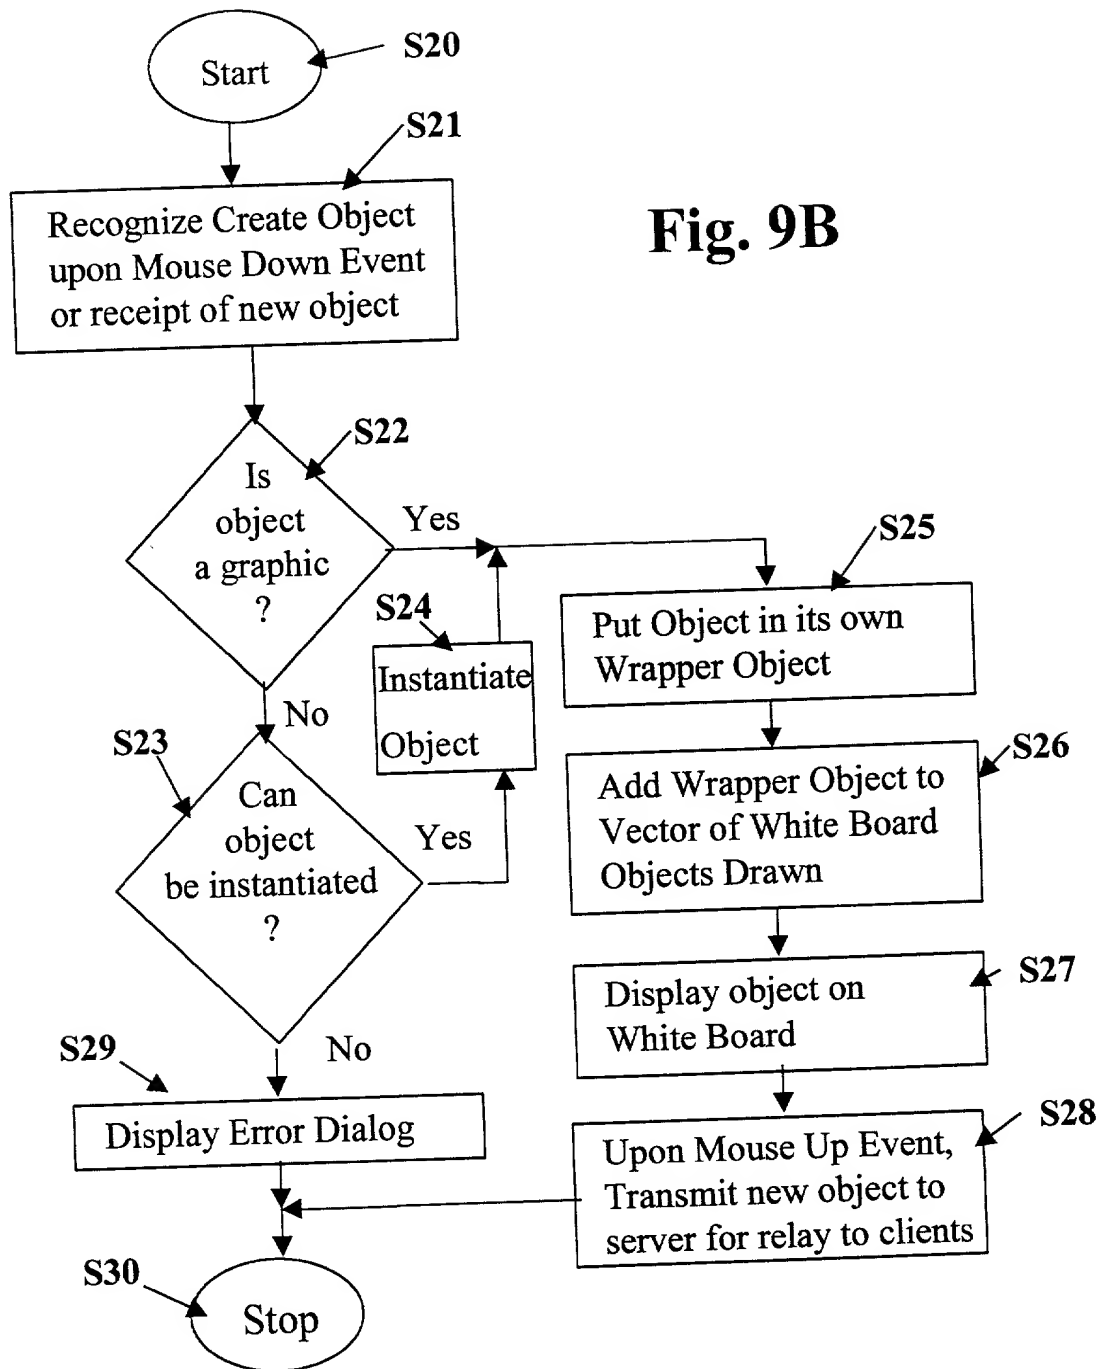 Start
S20
S21
Recognize Create Object
upon Mouse Down Event
or receipt of new object
Fig. 9B
S22
Is
object
a graphic
?
Yes
No
S23
Can
object
be instantiated
?
Yes
S24
Instantiate
Object
No
S29
Display Error Dialog
S25
Put Object in its own
Wrapper Object
S26
Add Wrapper Object to
Vector of White Board
Objects Drawn
S27
Display object on
White Board
S28
Upon Mouse Up Event,
Transmit new object to
server for relay to clients
S30
Stop